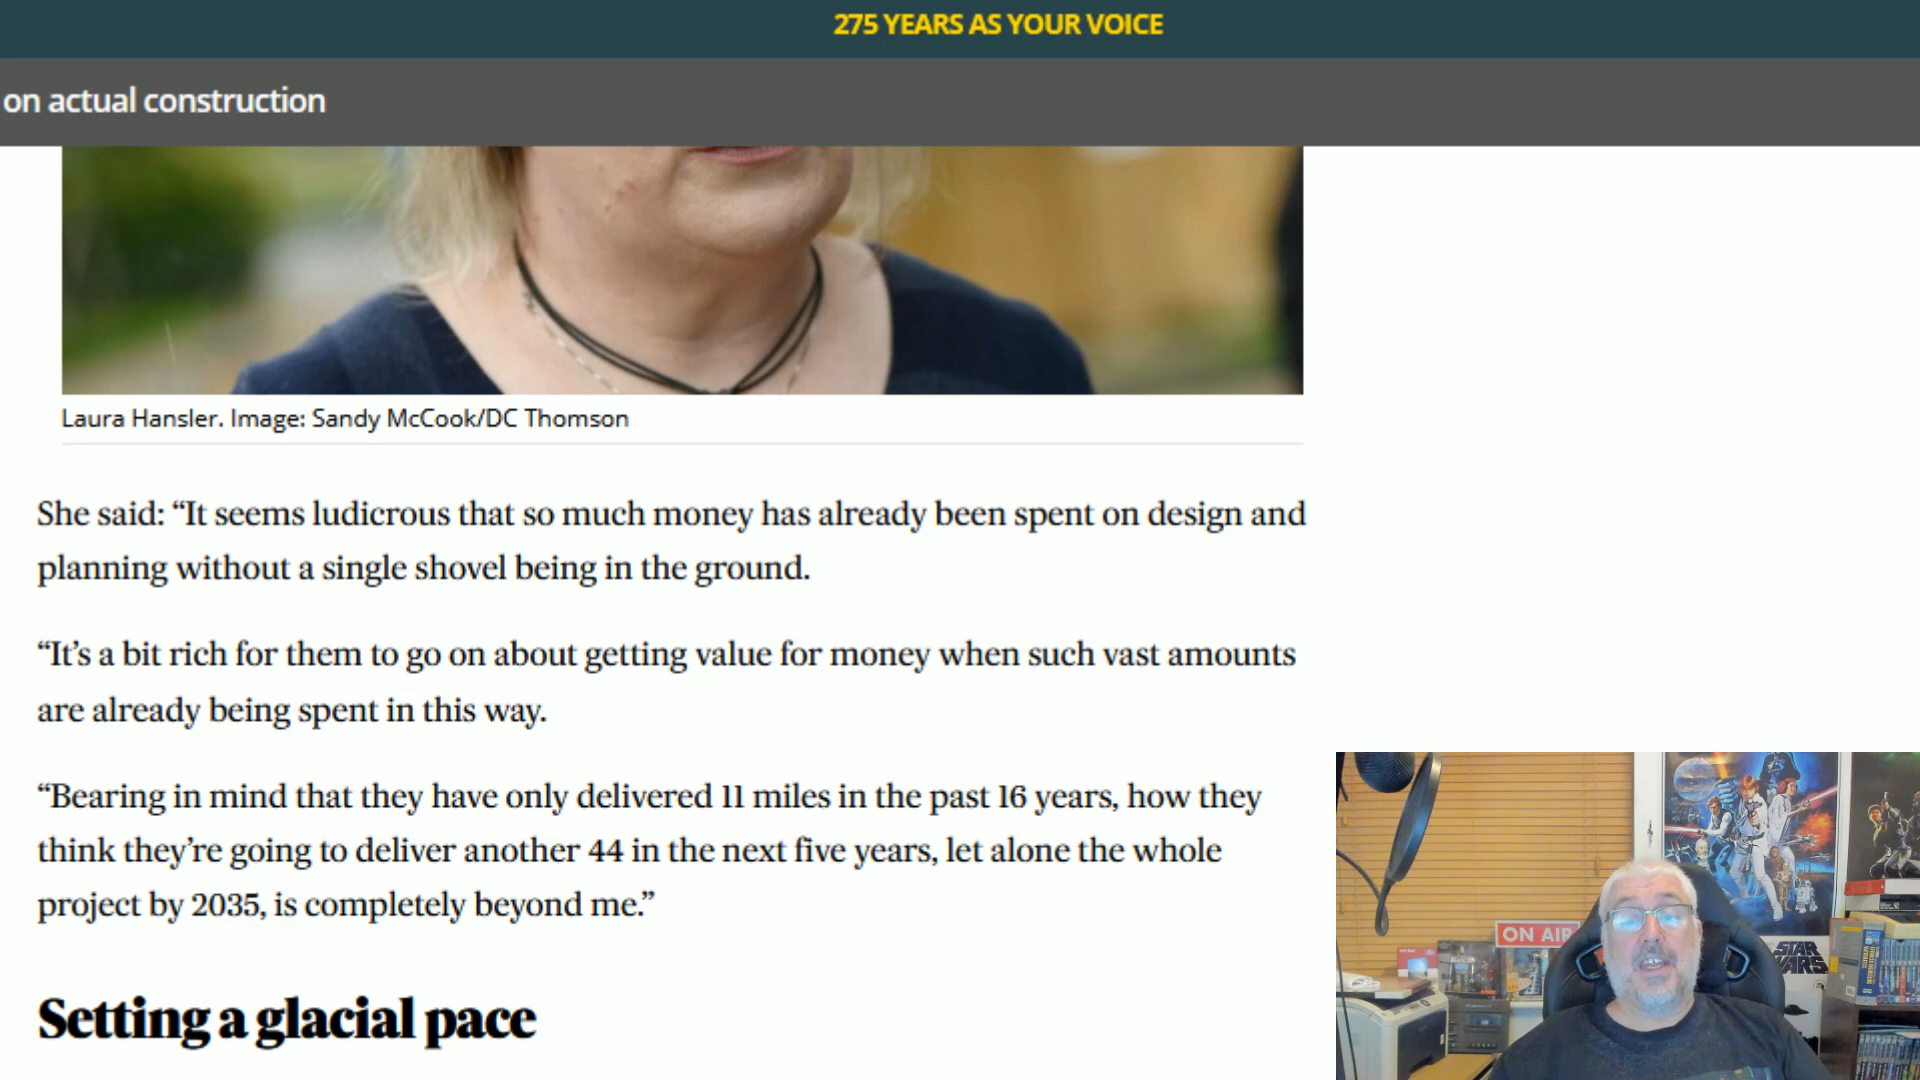 275 YEARS AS YOUR VOICE
on actual construction
Laura Hansler. Image: Sandy McCook/DC Thomson
She said: “It seems ludicrous that so much money has already been spent on design and
planning without a single shovel being in the ground.
“It’s a bit rich for them to go on about getting value for money when such vast amounts
are already being spent in this way.
“Bearing in mind that they have only delivered 11 miles in the past 16 years, how they
think they’re going to deliver another 44 in the next five years, let alone the whole
project by 2035, is completely beyond me.”
Setting a glacial pace
ON AIR
STAR
WARS